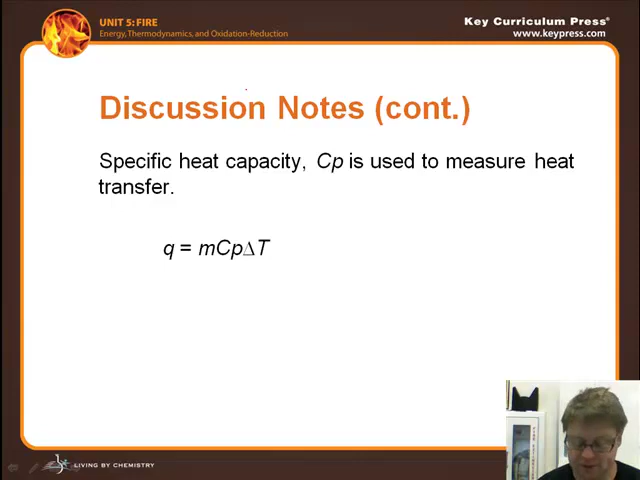 UNIT 5: FIRE
Energy, Thermodynamics, and Oxidation-Reduction
Key Curriculum Press®
www.keypress.com
Discussion Notes (cont.)
Specific heat capacity, Cp is used to measure heat
transfer.
q = mCp∆T
LIVING BY CHEMISTRY